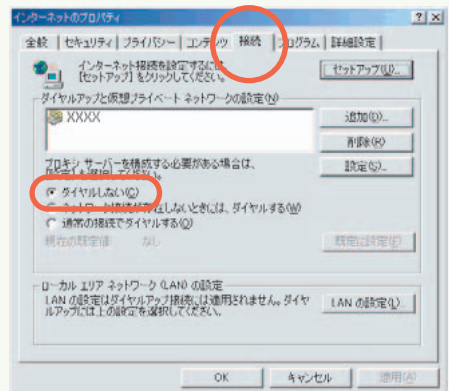 インターネットのプロパティ
全般 セキュリティ プライバシー コンテンツ 接続 プログラム 詳細設定
インターネット接続を設定するには、
[セットアップ] をクリックしてください。
セットアップ(U)...
ダイヤルアップと仮想プライベート ネットワークの設定(N)
XXXX
追加(D)...
削除(R)
プロキシ サーバーを構成する必要がある場合は、
[設定] を選択してください。
設定(S)...
ダイヤルしない(C)
ネットワーク接続が存在しないときには、ダイヤルする(W)
通常の接続でダイヤルする(O)
現在の既定値 なし
既定に設定(E)
ローカル エリア ネットワーク (LAN) の設定
LAN の設定はダイヤルアップ接続には適用されません。ダイヤ
ルアップには上の設定を選択してください。
LAN の設定(L)...
OK キャンセル 適用(A)